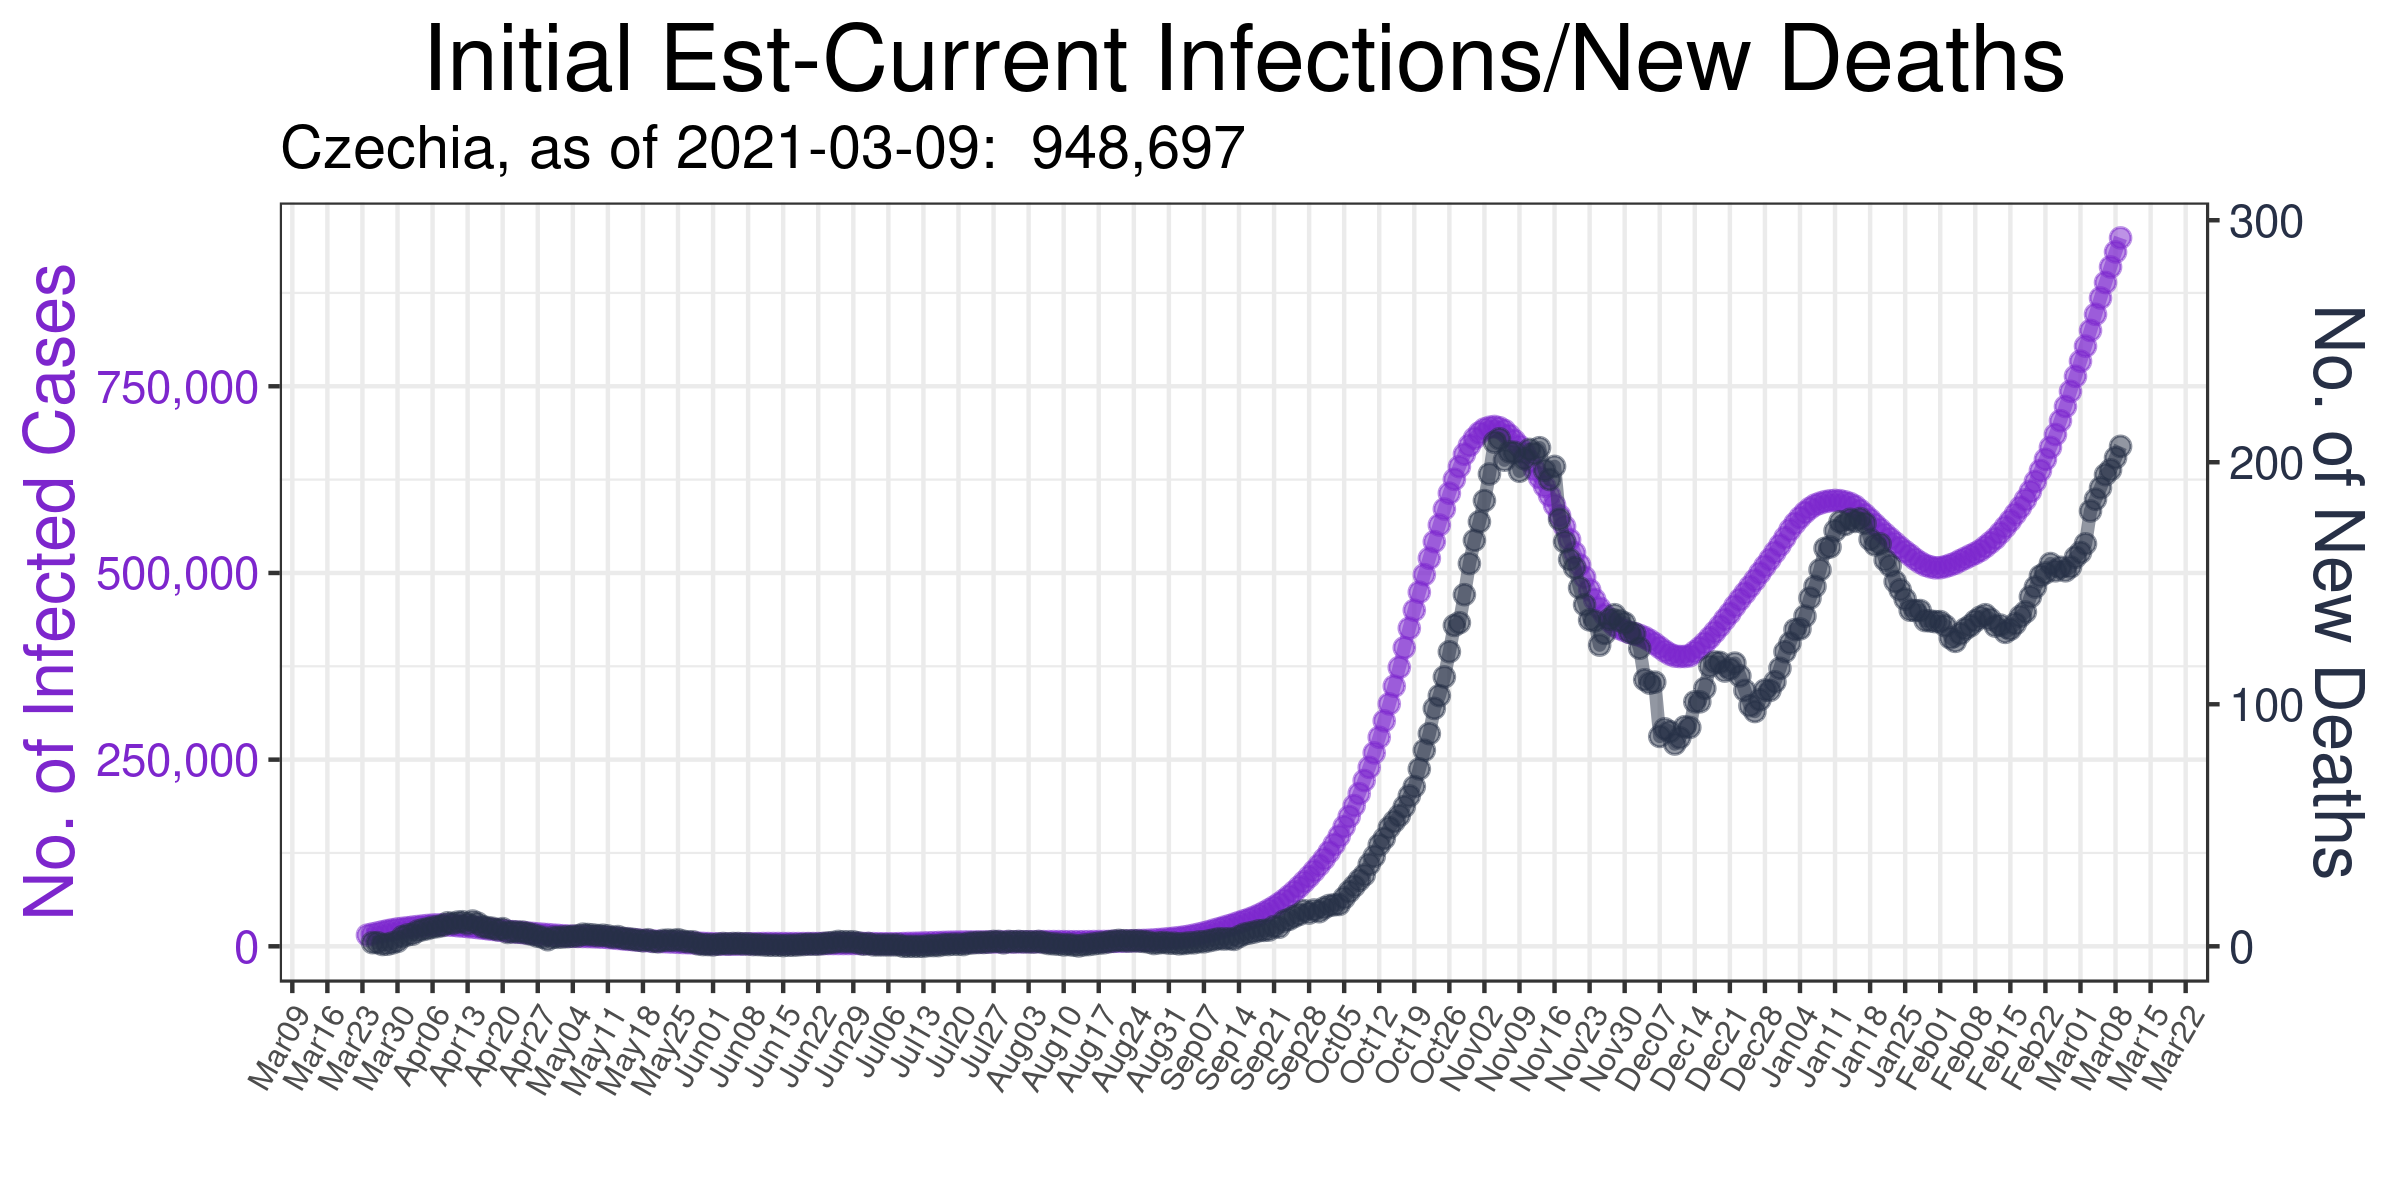 Initial Est-Current Infections/New Deaths
Czechia, as of 2021-03-09: 948,697
No. of Infected Cases
750,000
500,000
250,000
0
300
200
100
0
No. of New Deaths
Mar09
Mar16
Mar23
Mar30
Apr06
Apr13
Apr20
Apr27
May04
May11
May18
May25
Jun01
Jun08
Jun15
Jun22
Jun29
Jul06
Jul13
Jul20
Jul27
Aug03
Aug10
Aug17
Aug24
Aug31
Sep07
Sep14
Sep21
Sep28
Oct05
Oct12
Oct19
Oct26
Nov02
Nov09
Nov16
Nov23
Nov30
Dec07
Dec14
Dec21
Dec28
Dec04
Jan11
Jan18
Jan25
Feb01
Feb08
Feb15
Feb22
Mar01
Mar08
Mar15
Mar22